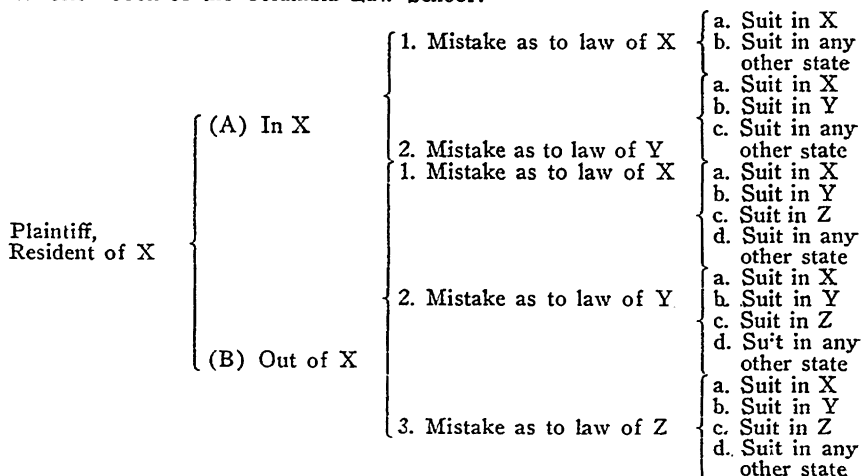 of the Columbia Law School.
Plaintiff,
Resident of X
(A) In X
1. Mistake as to law of X
a. Suit in X
b. Suit in any
other state
2. Mistake as to law of Y
a. Suit in X
b. Suit in Y
c. Suit in any
other state
(B) Out of X
1. Mistake as to law of X
a. Suit in X
b. Suit in Y
c. Suit in Z
d. Suit in any
other state
2. Mistake as to law of Y
a. Suit in X
b. Suit in Y
c. Suit in Z
d. Suit in any
other state
3. Mistake as to law of Z
a. Suit in X
b. Suit in Y
c. Suit in Z
d. Suit in any
other state